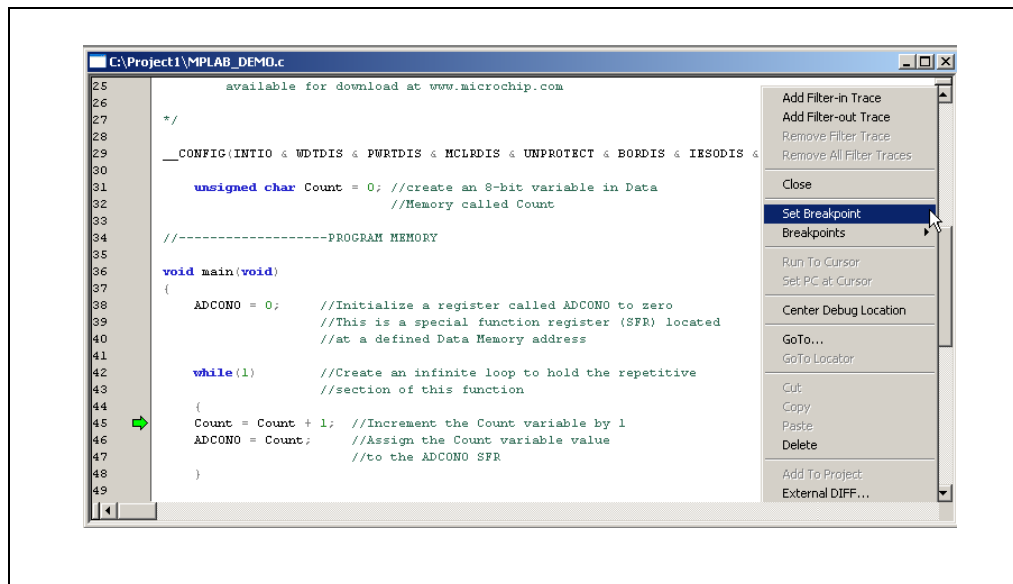 C:\Project1\MPLAB_DEMO.c
25 available for download at www.microchip.com
26
27 */
28
29 __CONFIG(INTIO & WDTDIS & PWRTDIS & MCLRDIS & UNPROTECT & BORDIS & IESODIS &
30
31 unsigned char Count = 0; //create an 8-bit variable in Data
32 //Memory called Count
33
34 //-------------------PROGRAM MEMORY
35
36 void main(void)
37 {
38 ADCON0 = 0; //Initialize a register called ADCON0 to zero
39 //This is a special function register (SFR) located
40 //at a defined Data Memory address
41
42 while(1) //Create an infinite loop to hold the repetitive
43 //section of this function
44 {
45 Count = Count + 1; //Increment the Count variable by 1
46 ADCON0 = Count; //Assign the Count variable value
47 //to the ADCON0 SFR
48 }
49
Add Filter-in Trace
Add Filter-out Trace
Remove Filter Trace
Remove All Filter Traces
Close
Set Breakpoint
Breakpoints
Run To Cursor
Set PC at Cursor
Center Debug Location
GoTo...
GoTo Locator
Cut
Copy
Paste
Delete
Add To Project
External DIFF...